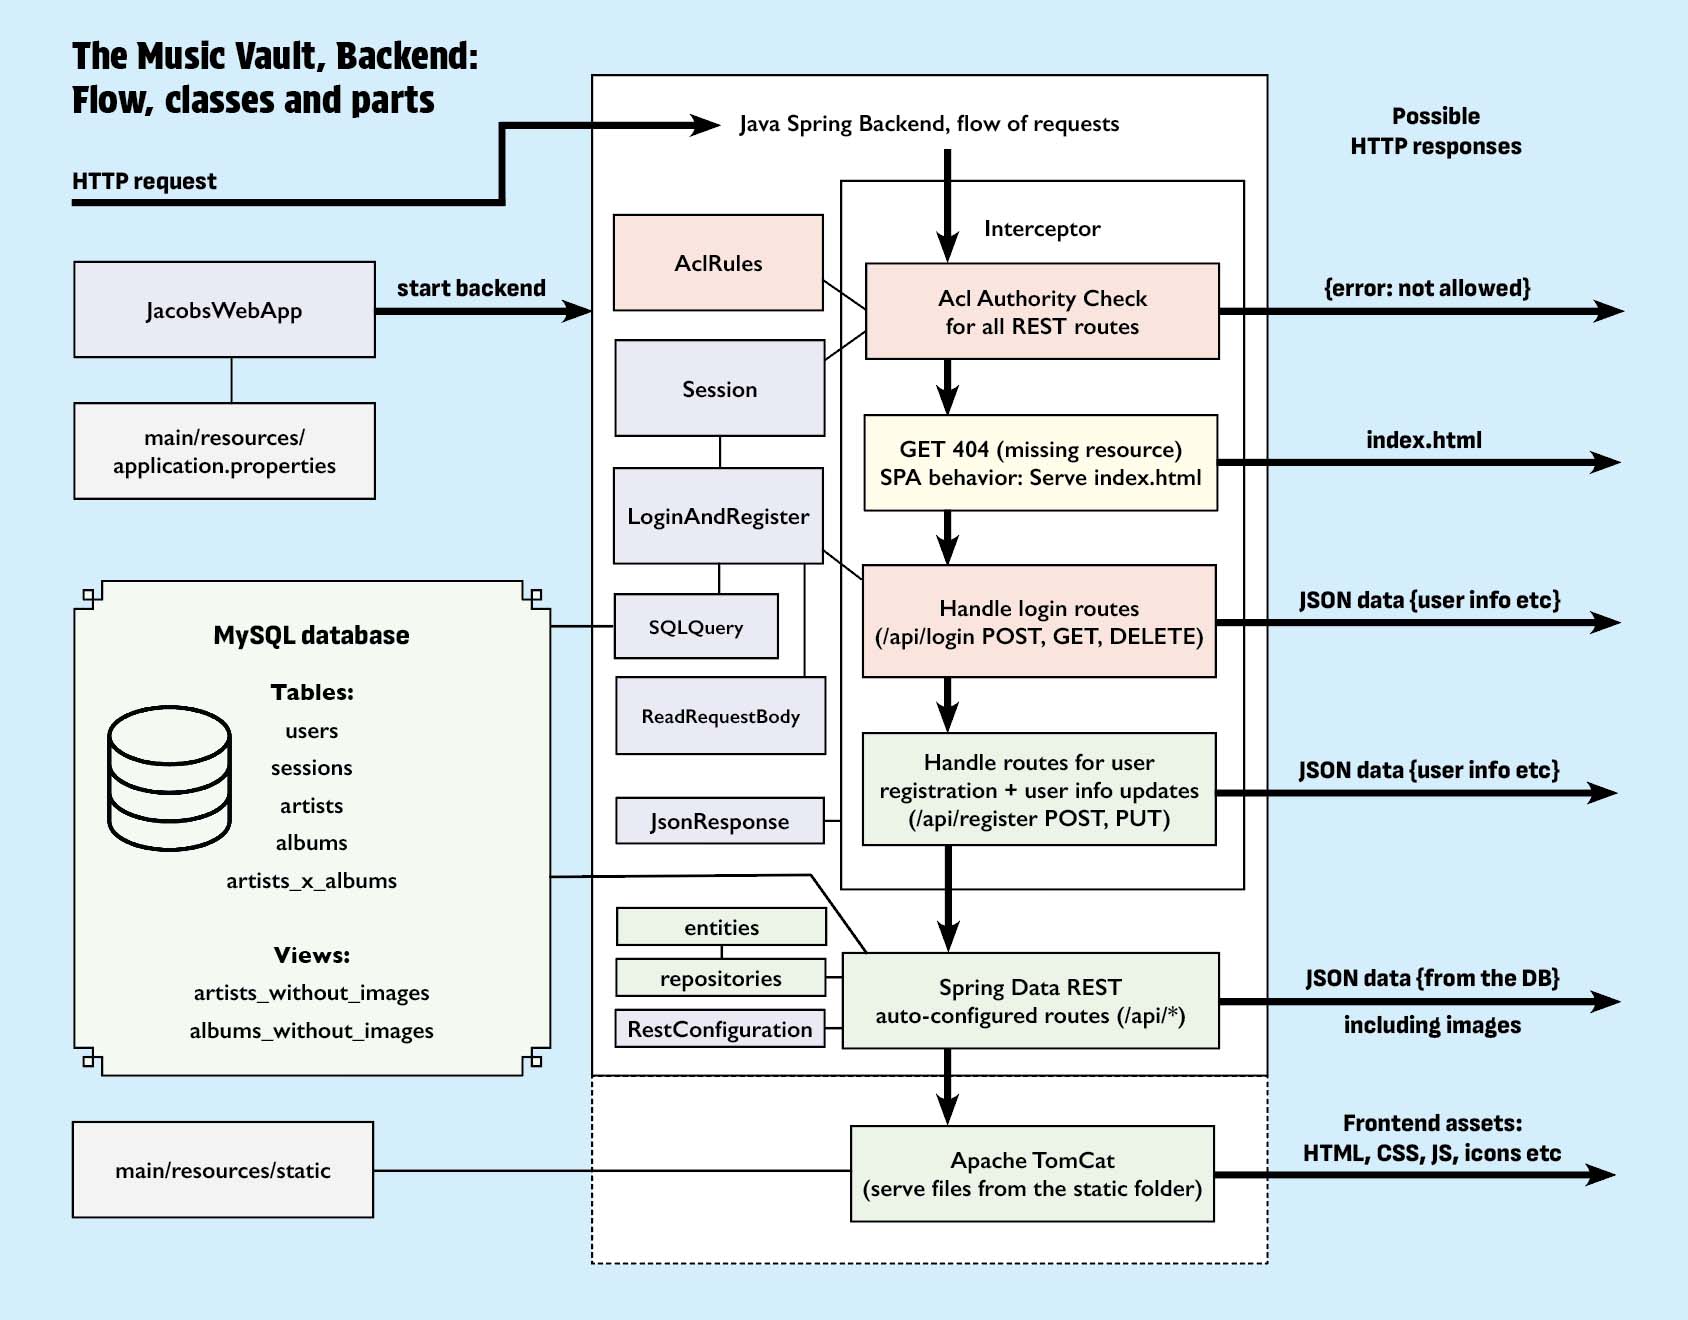 The Music Vault, Backend:
Flow, classes and parts
HTTP request
Java Spring Backend, flow of requests
Possible
HTTP responses
JacobsWebApp
start backend
main/resources/
application.properties
AclRules
Session
LoginAndRegister
SQLQuery
ReadRequestBody
JsonResponse
entities
repositories
RestConfiguration
Interceptor
Acl Authority Check
for all REST routes
{error: not allowed}
GET 404 (missing resource)
SPA behavior: Serve index.html
index.html
Handle login routes
(/api/login POST, GET, DELETE)
JSON data {user info etc}
Handle routes for user
registration + user info updates
(/api/register POST, PUT)
JSON data {user info etc}
Spring Data REST
auto-configured routes (/api/*)
JSON data {from the DB}
including images
MySQL database
Tables:
users
sessions
artists
albums
artists_x_albums
Views:
artists_without_images
albums_without_images
main/resources/static
Apache TomCat
(serve files from the static folder)
Frontend assets:
HTML, CSS, JS, icons etc